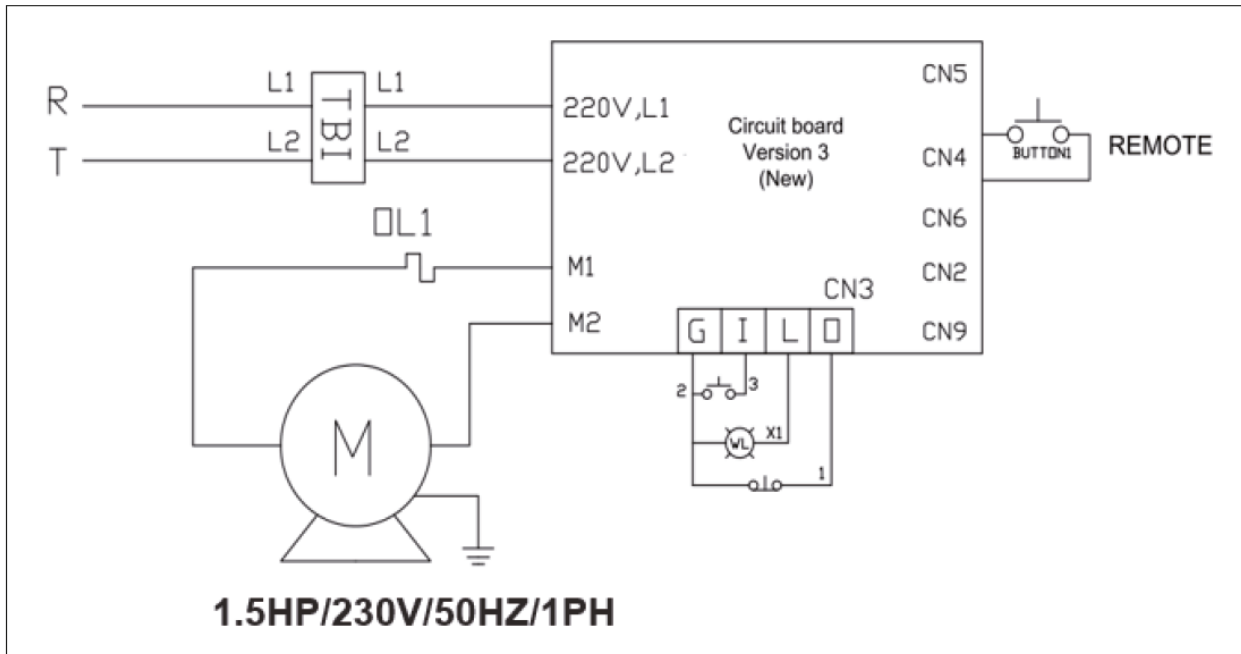 R
L1
TB1
L1
220V,L1
T
L2
L2
220V,L2
Circuit board
Version 3
(New)
CN5
CN4
CN6
CN2
CN9
BUTTON1
REMOTE
OL1
M1
M2
CN3
G I L O
2
3
WL
X1
1
M
1.5HP/230V/50HZ/1PH